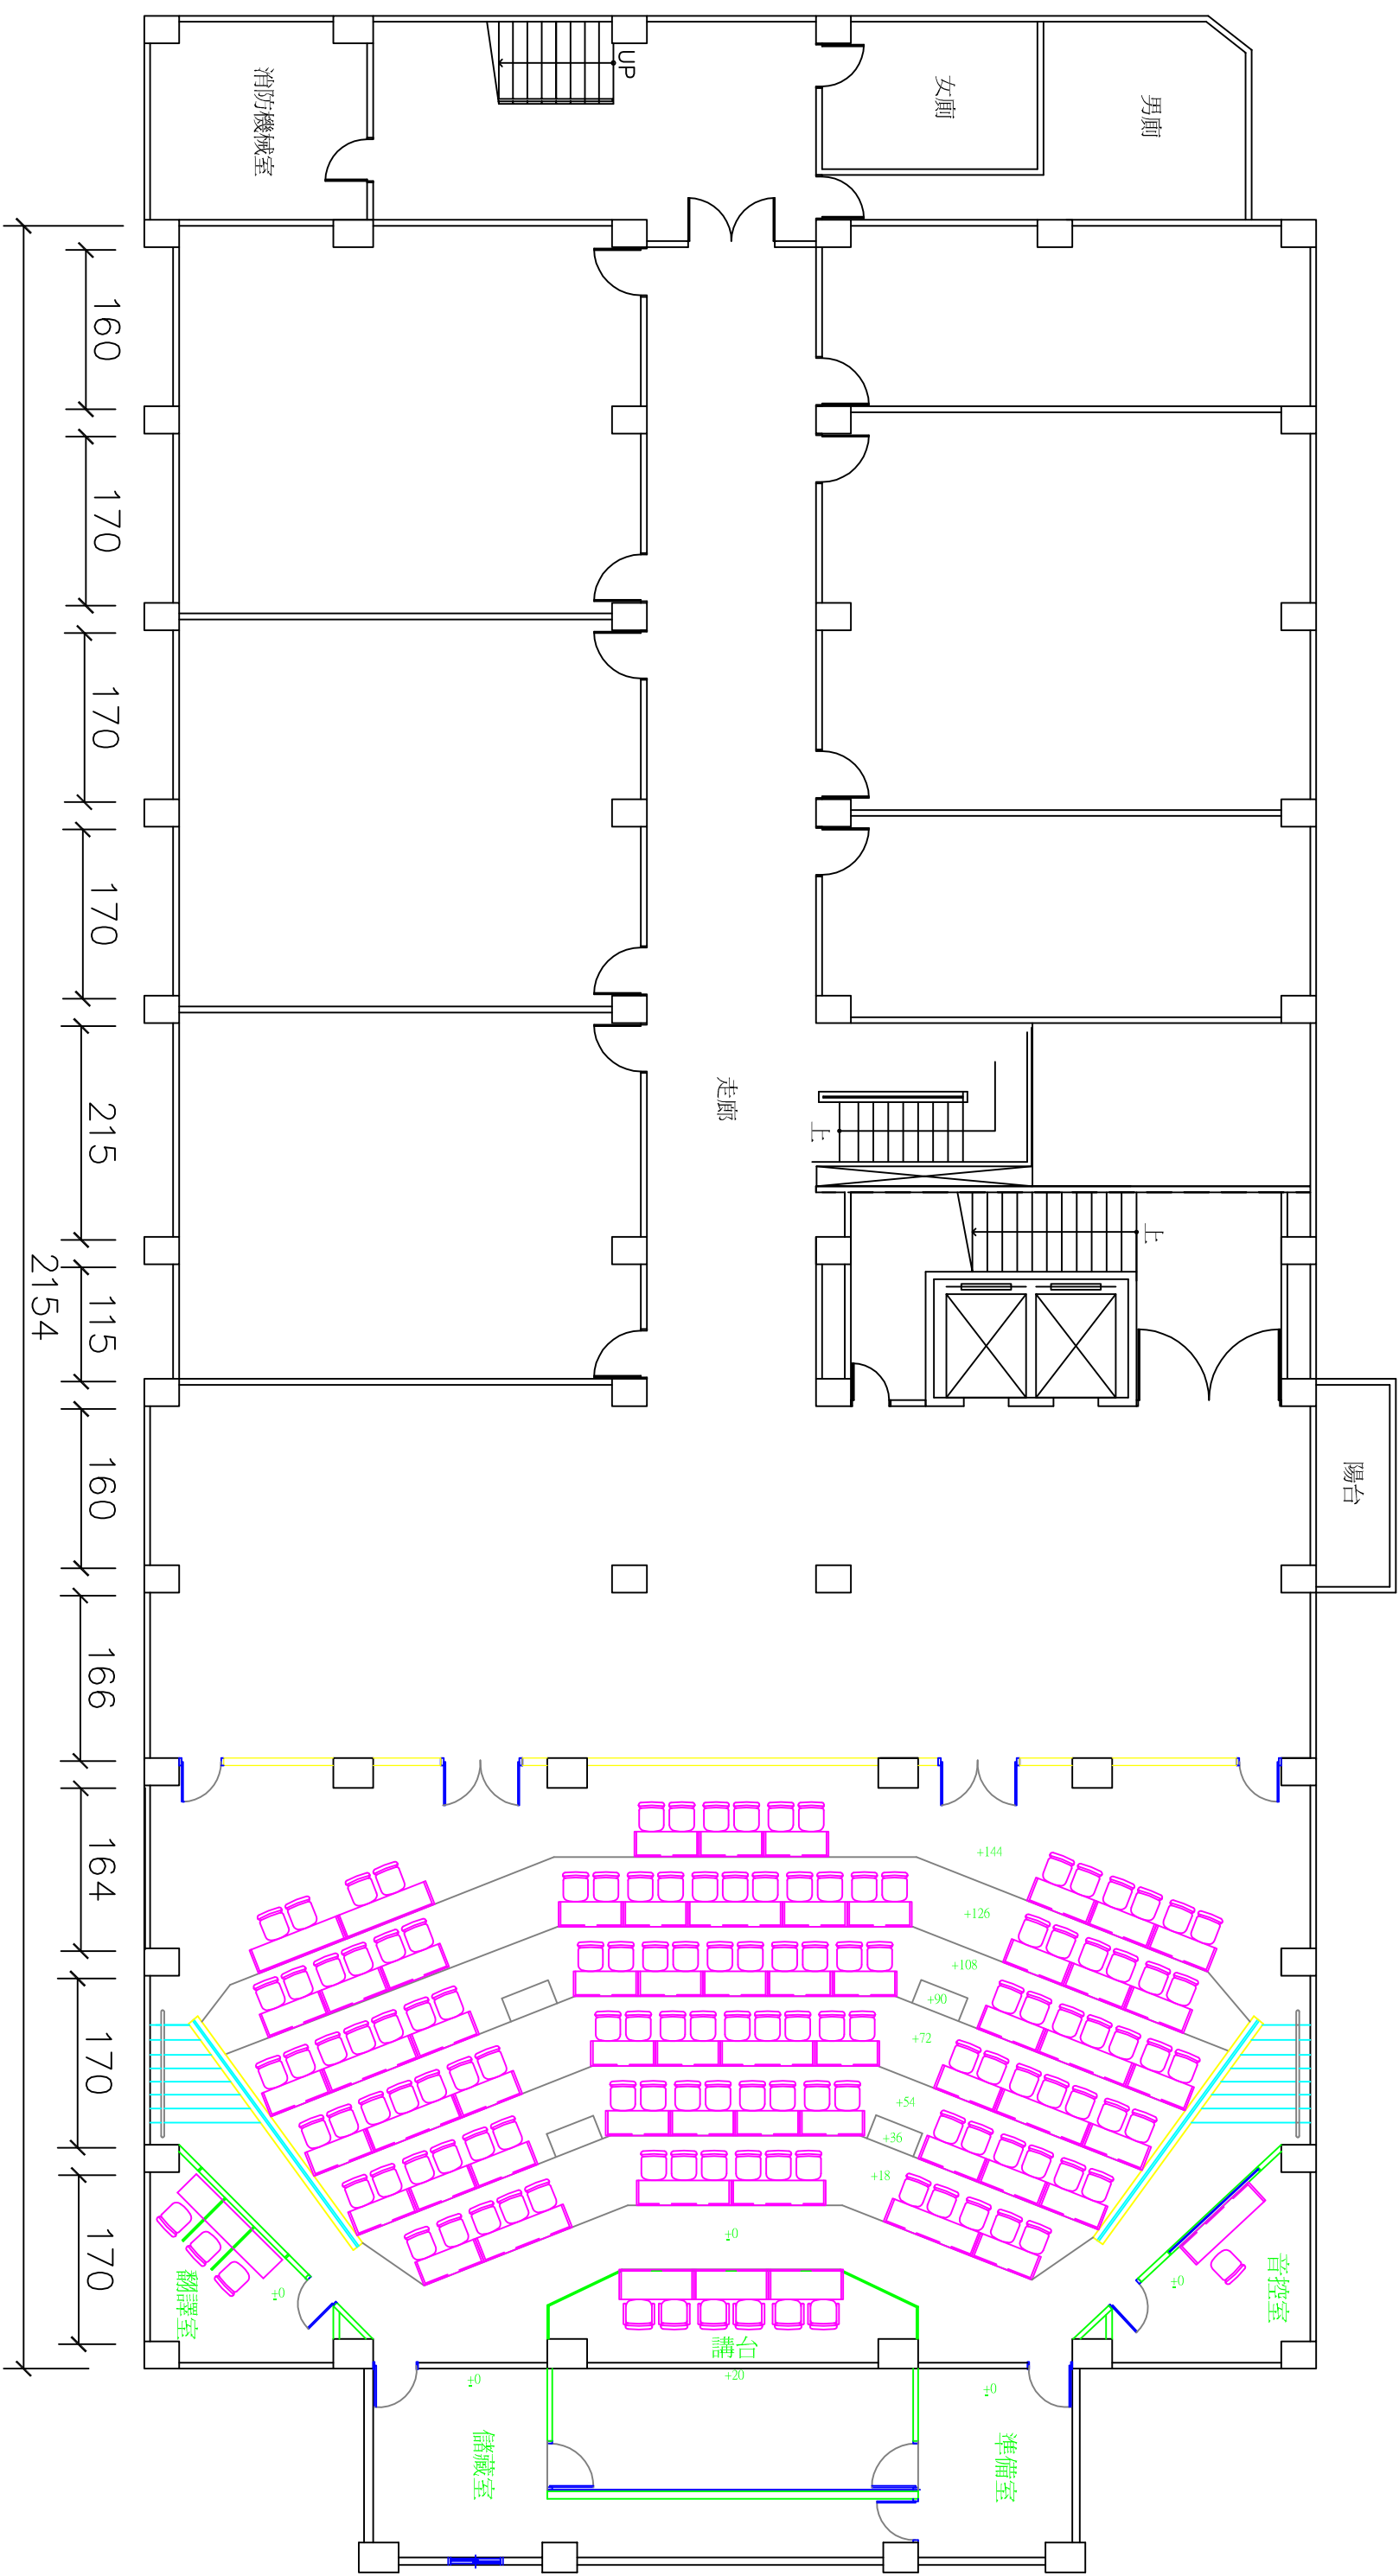 UP
消防機械室
女廁
男廁
160
170
170
170
215
115
2154
160
166
164
170
170
走廊
上
上
陽台
+144
+126
+108
+90
+72
+54
+36
+18
±0
翻譯室
±0
音控室
±0
講台
+20
±0
儲藏室
±0
準備室